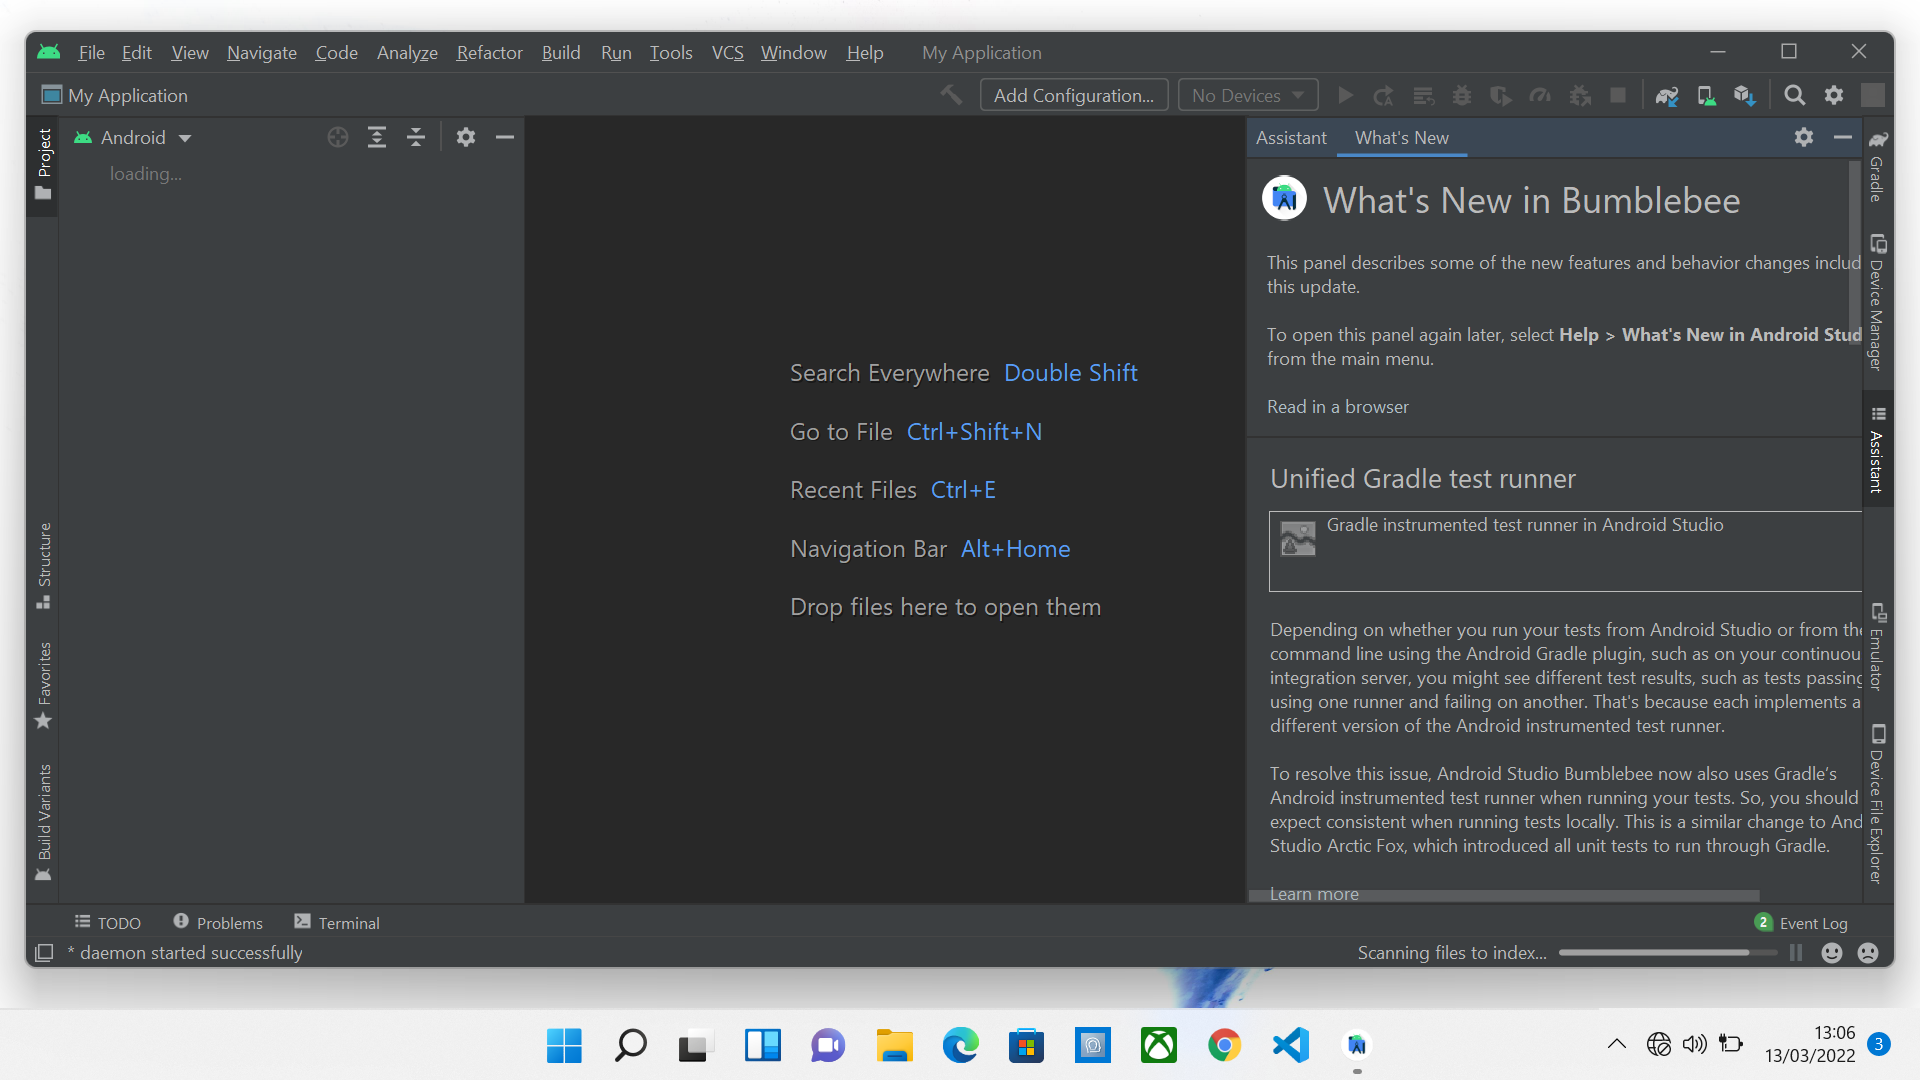 File Edit View Navigate Code Analyze Refactor Build Run Tools VCS Window Help My Application
My Application
Add Configuration...
No Devices
Project
Android
loading...
Structure
Favorites
Build Variants
Search Everywhere Double Shift
Go to File Ctrl+Shift+N
Recent Files Ctrl+E
Navigation Bar Alt+Home
Drop files here to open them
Assistant What's New
What's New in Bumblebee
This panel describes some of the new features and behavior changes includ
this update.
To open this panel again later, select Help > What's New in Android Stud
from the main menu.
Read in a browser
Unified Gradle test runner
Gradle instrumented test runner in Android Studio
Depending on whether you run your tests from Android Studio or from the
command line using the Android Gradle plugin, such as on your continuou
integration server, you might see different test results, such as tests passing
using one runner and failing on another. That's because each implements a
different version of the Android instrumented test runner.
To resolve this issue, Android Studio Bumblebee now also uses Gradle's
Android instrumented test runner when running your tests. So, you should
expect consistent when running tests locally. This is a similar change to And
Studio Arctic Fox, which introduced all unit tests to run through Gradle.
Learn more
Gradle
Device Manager
Assistant
Emulator
Device File Explorer
TODO Problems Terminal
2 Event Log
* daemon started successfully
Scanning files to index...
13:06
13/03/2022
3